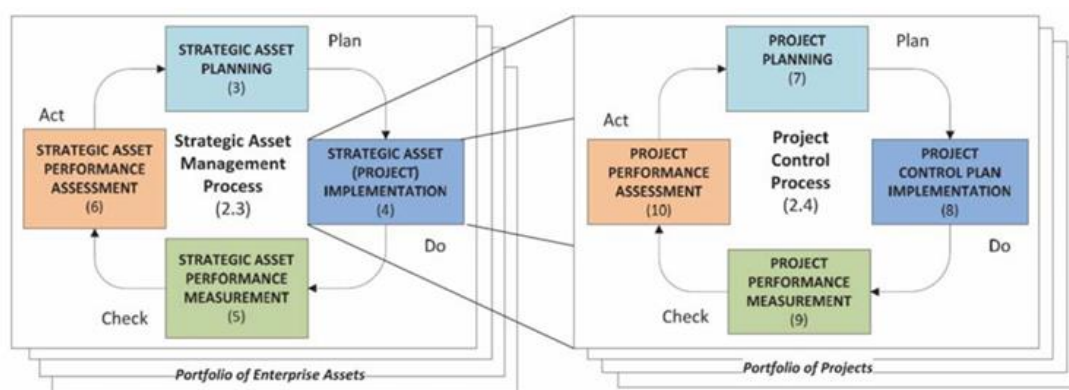 Plan
STRATEGIC ASSET
PLANNING
(3)
Act
STRATEGIC ASSET
PERFORMANCE
ASSESSMENT
(6)
Strategic Asset
Management
Process
(2.3)
STRATEGIC ASSET
(PROJECT)
IMPLEMENTATION
(4)
Do
STRATEGIC ASSET
PERFORMANCE
MEASUREMENT
(5)
Check
Portfolio of Enterprise Assets
Plan
PROJECT
PLANNING
(7)
Act
PROJECT
PERFORMANCE
ASSESSMENT
(10)
Project
Control
Process
(2.4)
PROJECT
CONTROL PLAN
IMPLEMENTATION
(8)
Do
PROJECT
PERFORMANCE
MEASUREMENT
(9)
Check
Portfolio of Projects